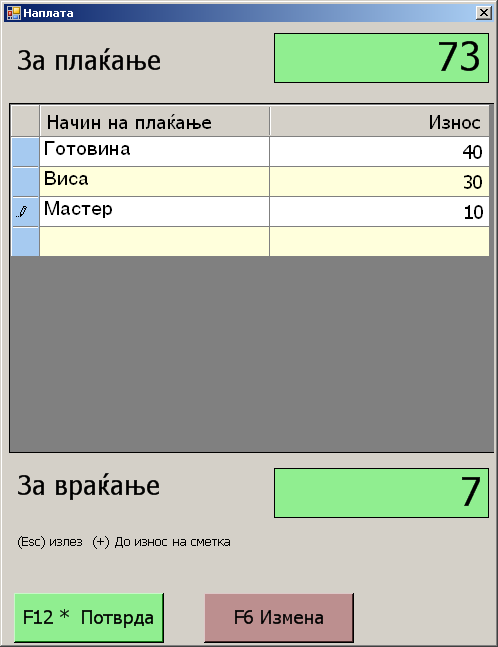 Наплата
За плаќање 73
Начин на плаќање Износ
Готовина 40
Виса 30
Мастер 10
За враќање 7
(Esc) излез (+) До износ на сметка
F12 * Потврда F6 Измена